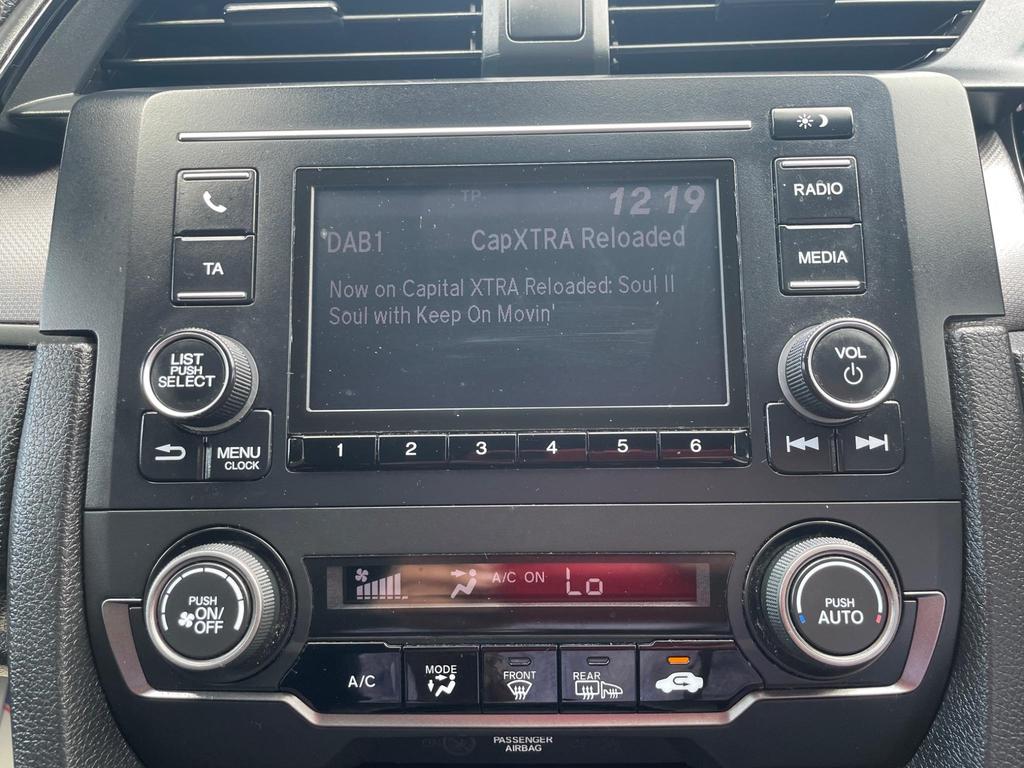 RADIO
TP 12 19
TA
MEDIA
DAB1 CapXTRA Reloaded
Now on Capital XTRA Reloaded: Soul II
Soul with Keep On Movin'
LIST
PUSH
SELECT
VOL
MENU
CLOCK
1 2 3 4 5 6
A/C ON Lo
PUSH
ON/
OFF
PUSH
AUTO
A/C
MODE
FRONT
REAR
PASSENGER
AIRBAG